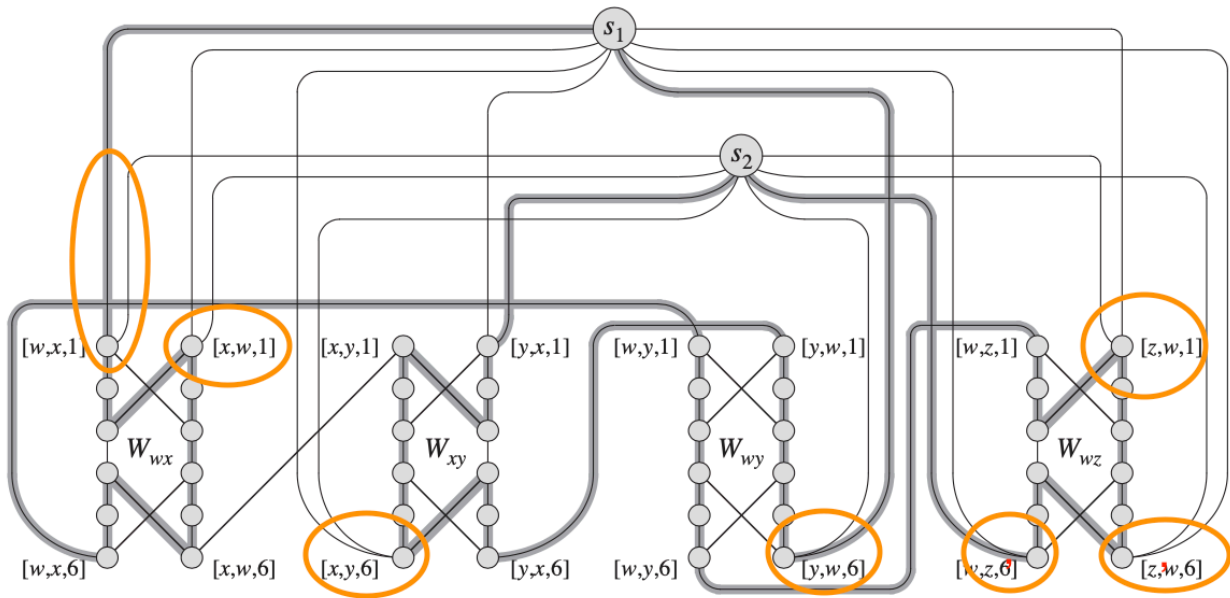 s1
s2
[w,x,1] [x,w,1] [x,y,1] [y,x,1] [w,y,1] [y,w,1] [w,z,1] [z,w,1]
Wwx Wxy Wwy Wwz
[w,x,6] [x,w,6] [x,y,6] [y,x,6] [w,y,6] [y,w,6] [w,z,6] [z,w,6]